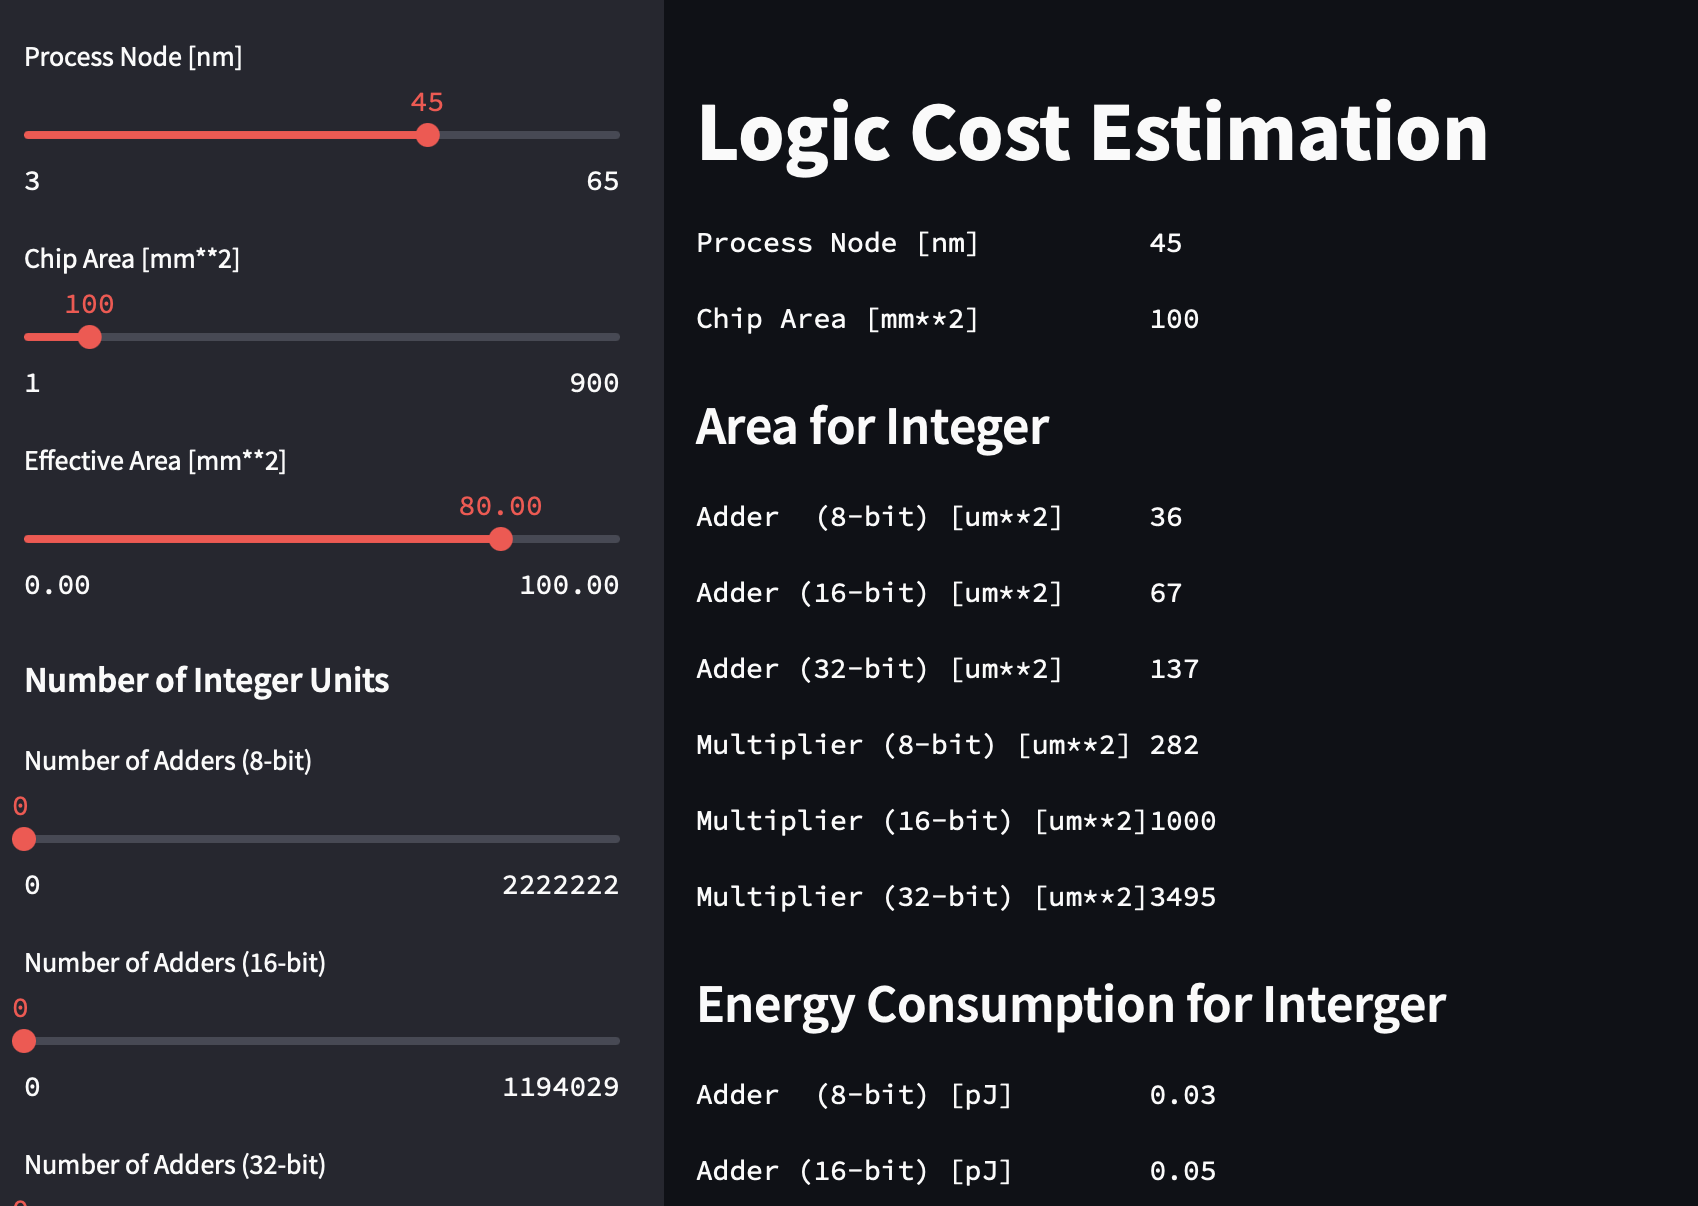 Process Node [nm]
45
3 65
Chip Area [mm**2]
100
1 900
Effective Area [mm**2]
80.00
0.00 100.00
Number of Integer Units
Number of Adders (8-bit)
0
0 2222222
Number of Adders (16-bit)
0
0 1194029
Number of Adders (32-bit)
Logic Cost Estimation
Process Node [nm] 45
Chip Area [mm**2] 100
Area for Integer
Adder  (8-bit) [um**2] 36
Adder (16-bit) [um**2] 67
Adder (32-bit) [um**2] 137
Multiplier (8-bit) [um**2] 282
Multiplier (16-bit) [um**2]1000
Multiplier (32-bit) [um**2]3495
Energy Consumption for Interger
Adder  (8-bit) [pJ] 0.03
Adder (16-bit) [pJ] 0.05